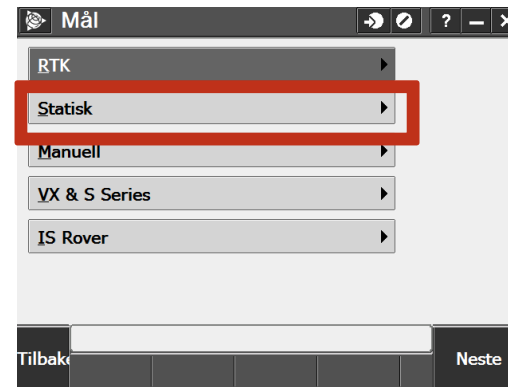 Mål ? – X
RTK
Statisk
Manuell
VX & S Series
IS Rover
Tilbake
Neste